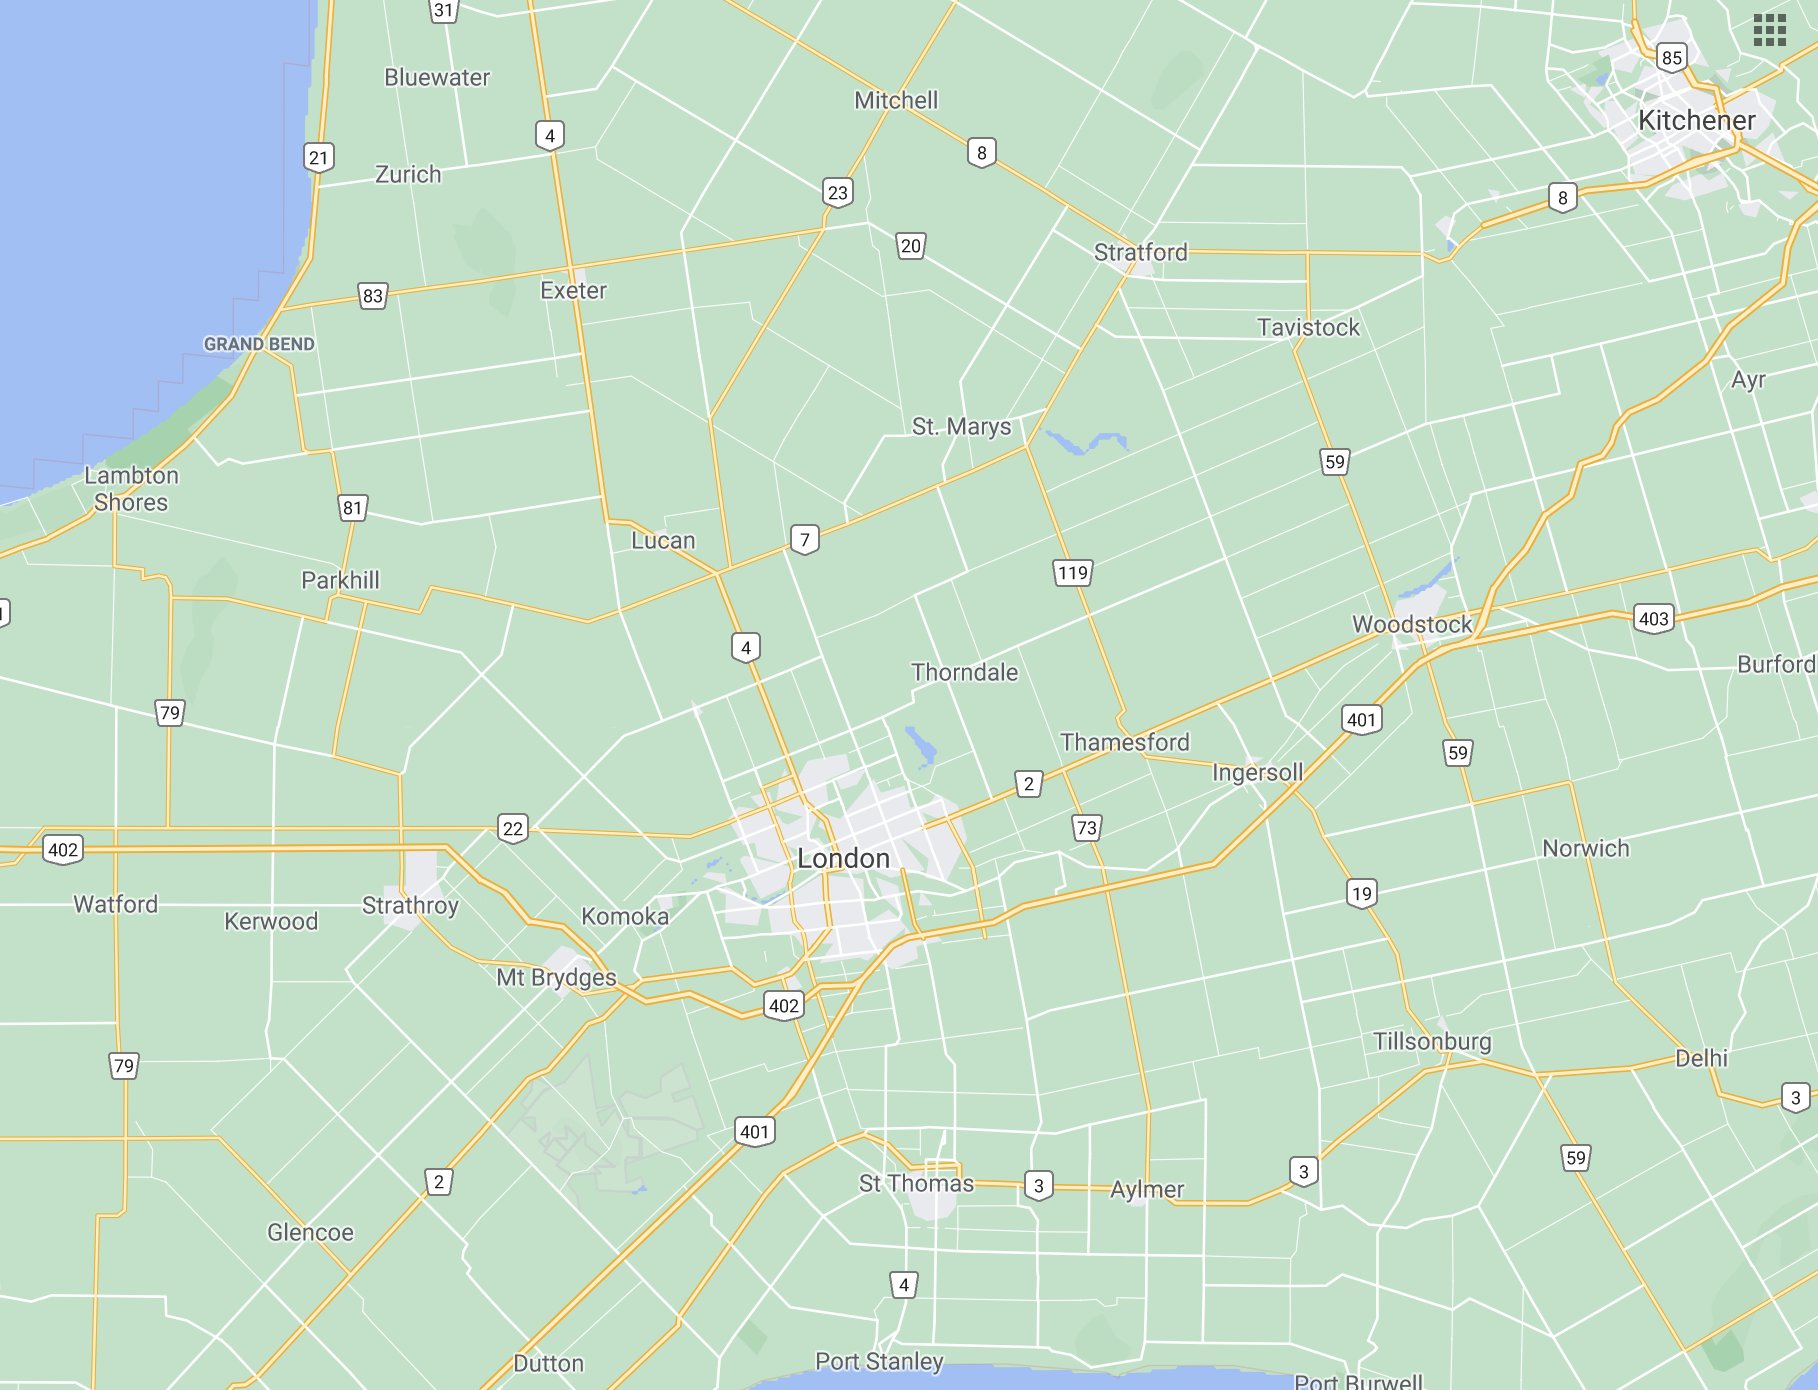 31
85
Bluewater
Mitchell
Kitchener
4
8
21
Zurich
23
8
20
Stratford
83
Exeter
Tavistock
GRAND BEND
Ayr
St. Marys
59
Lambton
Shores
81
Lucan
7
119
Parkhill
403
Woodstock
4
Burford
Thorndale
79
401
Thamesford
59
Ingersoll
2
22
73
402
London
Norwich
19
Watford
Strathroy
Komoka
Kerwood
Mt Brydges
402
Tillsonburg
79
Delhi
3
401
59
3
2
St Thomas
3
Aylmer
Glencoe
4
Dutton
Port Stanley
Port Burwell